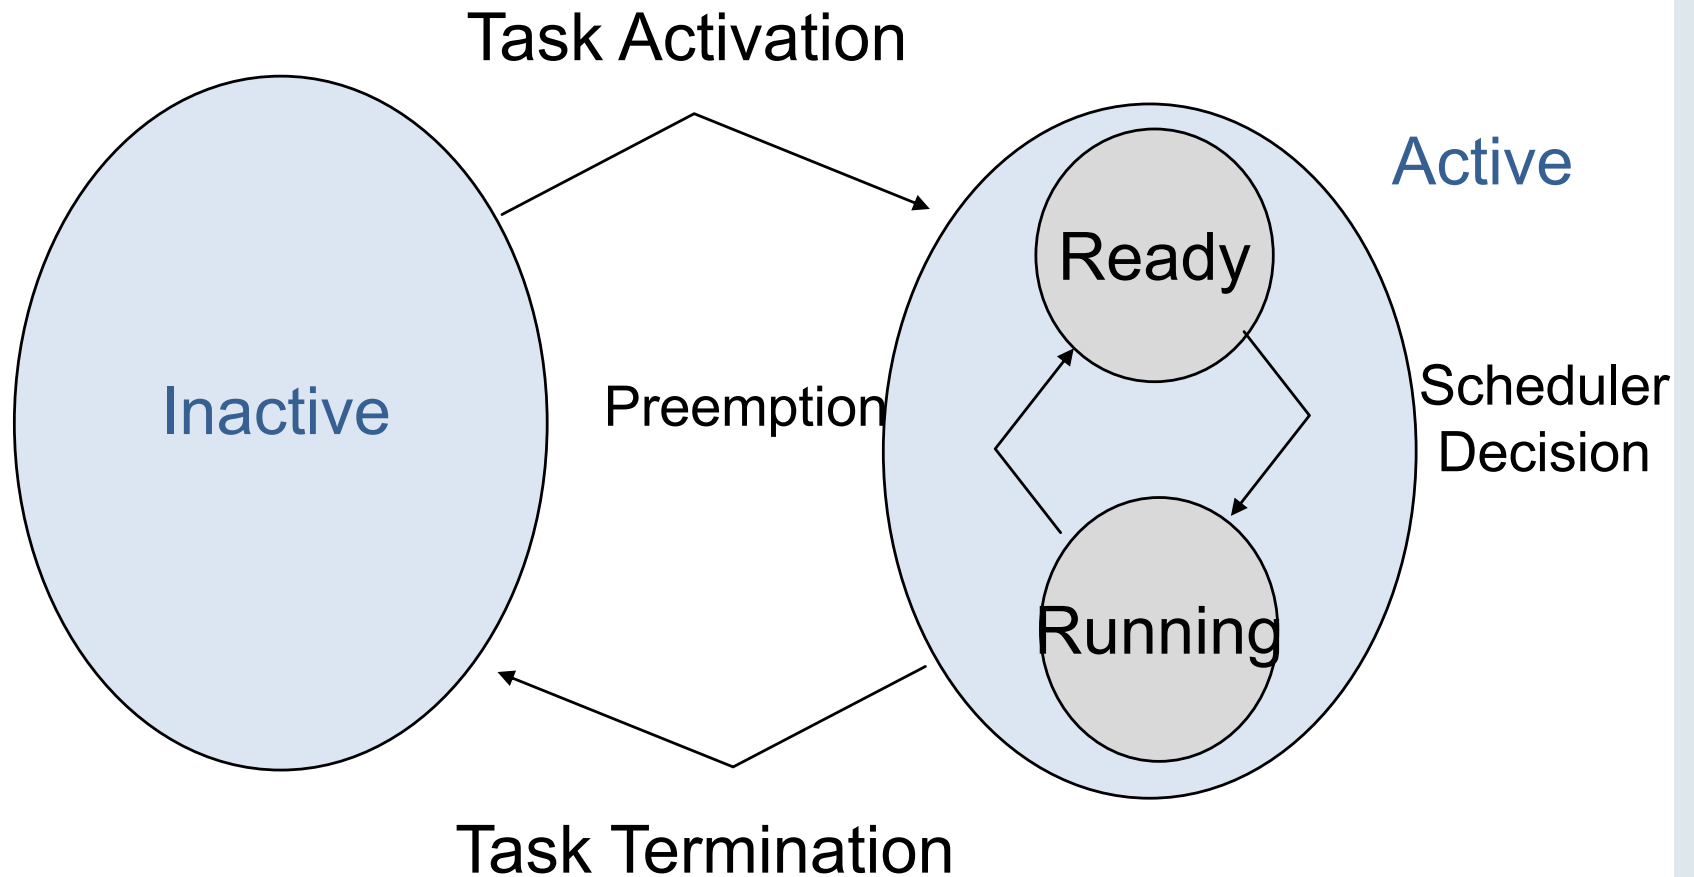 Task Activation
Active
Ready
Inactive
Preemption
Scheduler
Decision
Running
Task Termination